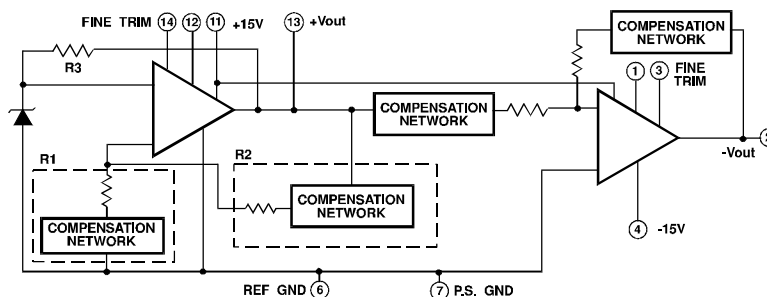 FINE TRIM 14 12 11 +15V 13 +Vout
COMPENSATION
NETWORK
R3
1 3 FINE
TRIM
COMPENSATION
NETWORK
R1
R2
-Vout
COMPENSATION
NETWORK
COMPENSATION
NETWORK
4 -15V
REF GND 6
7 P.S. GND